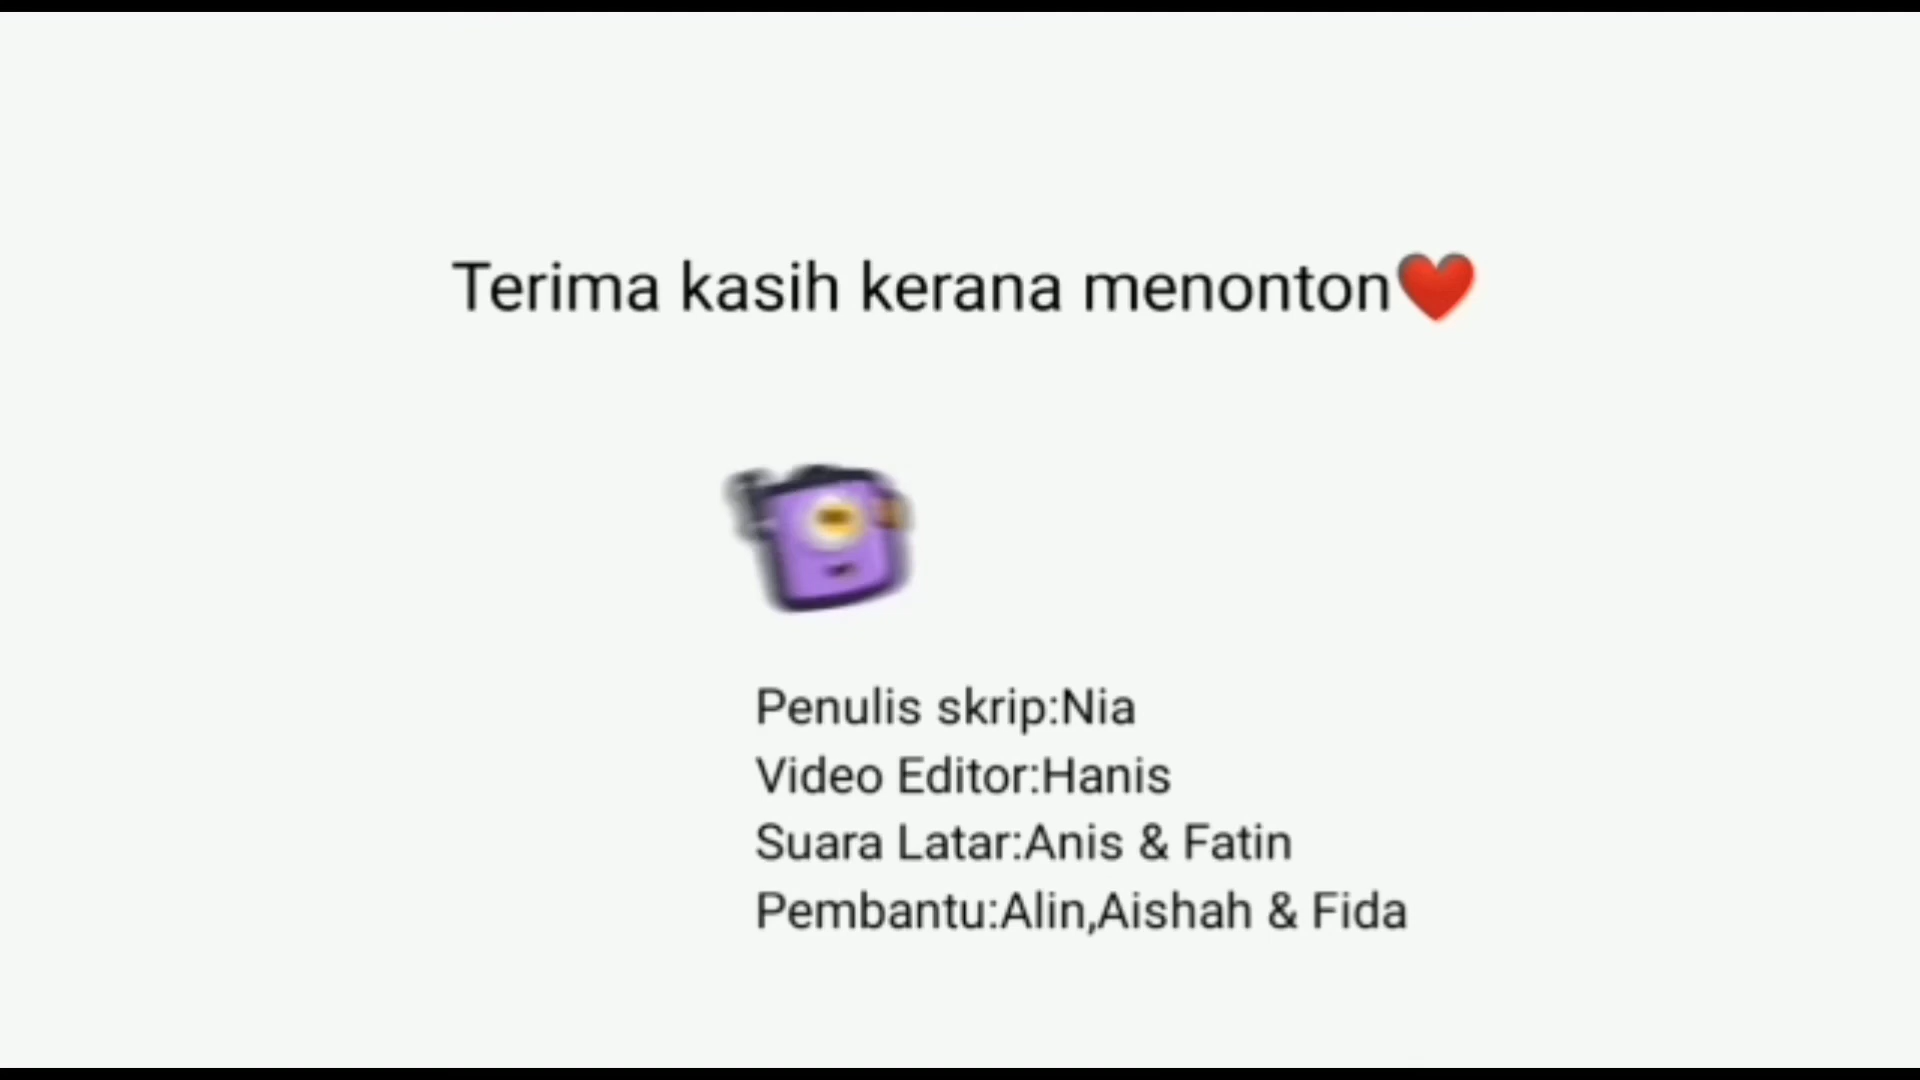 Terima kasih kerana menonton❤️
Penulis skrip:Nia
Video Editor:Hanis
Suara Latar:Anis & Fatin
Pembantu:Alin,Aishah & Fida